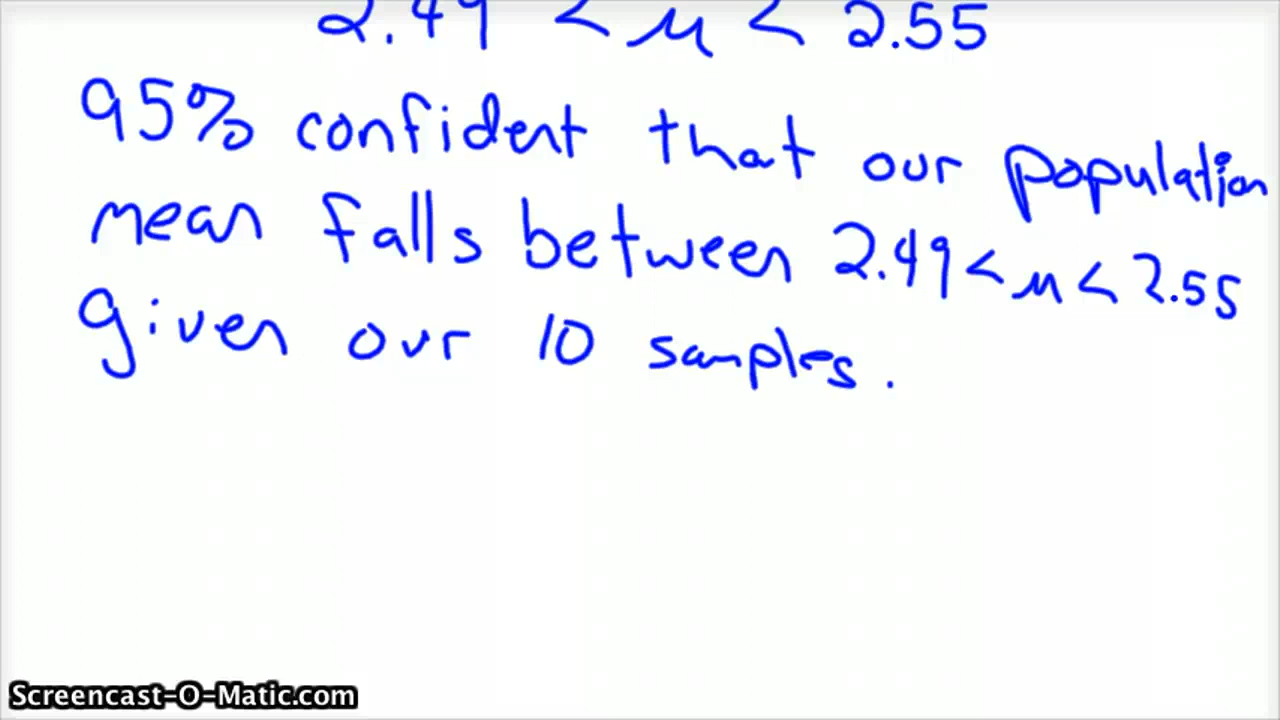 2.49 < μ < 2.55
95% confident that our population
mean falls between 2.49 < μ < 2.55
given our 10 samples.
Screencast-O-Matic.com